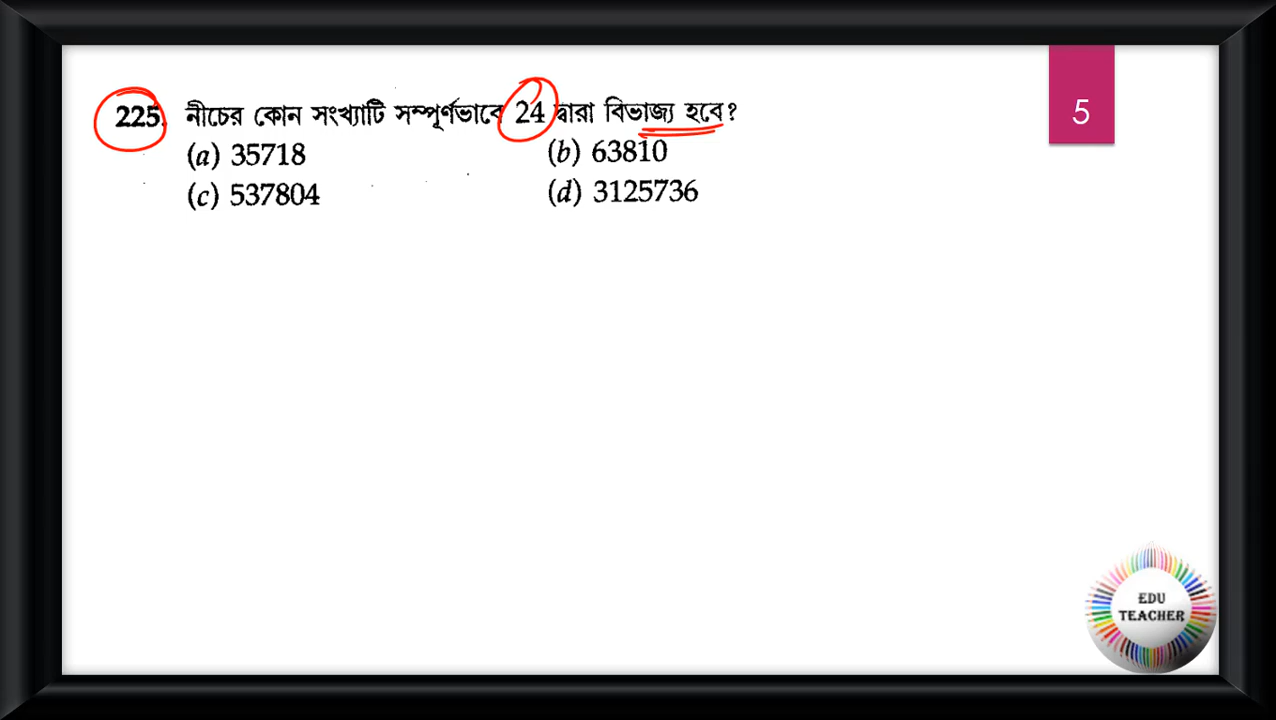 225. নীচের কোন সংখ্যাটি সম্পূর্ণভাবে 24 দ্বারা বিভাজ্য হবে?
(a) 35718 (b) 63810
(c) 537804 (d) 3125736
5
EDU
TEACHER